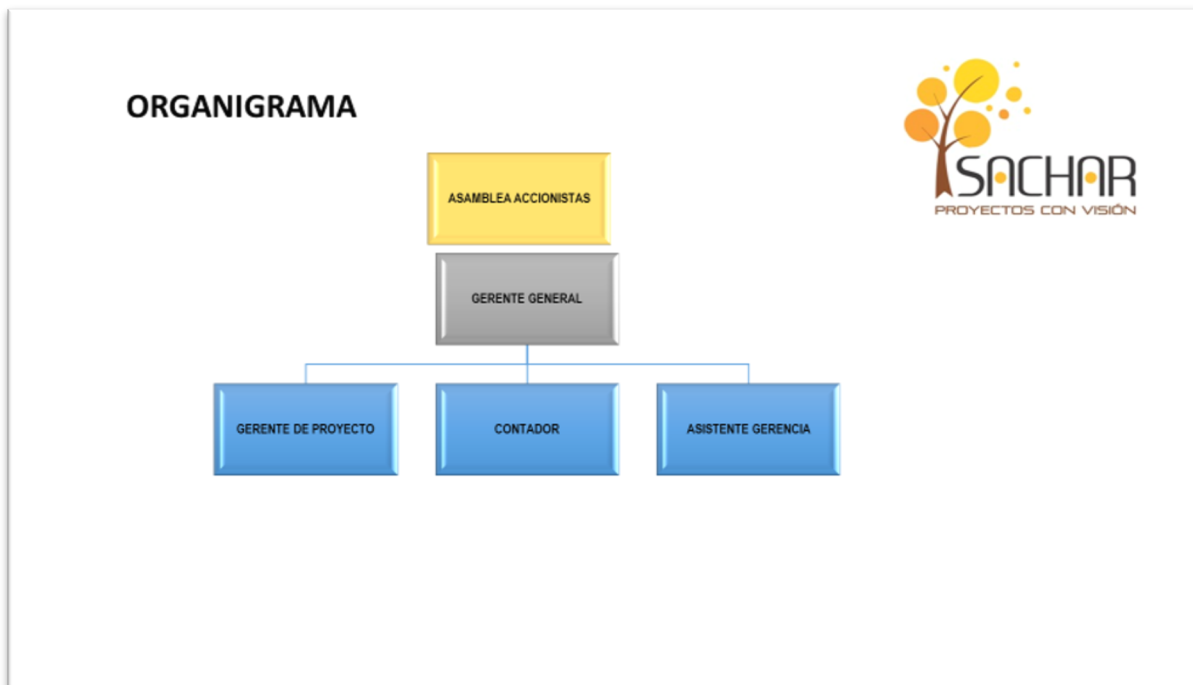 ORGANIGRAMA
SACHAR
PROYECTOS CON VISIÓN
ASAMBLEA ACCIONISTAS
GERENTE GENERAL
GERENTE DE PROYECTO
CONTADOR
ASISTENTE GERENCIA